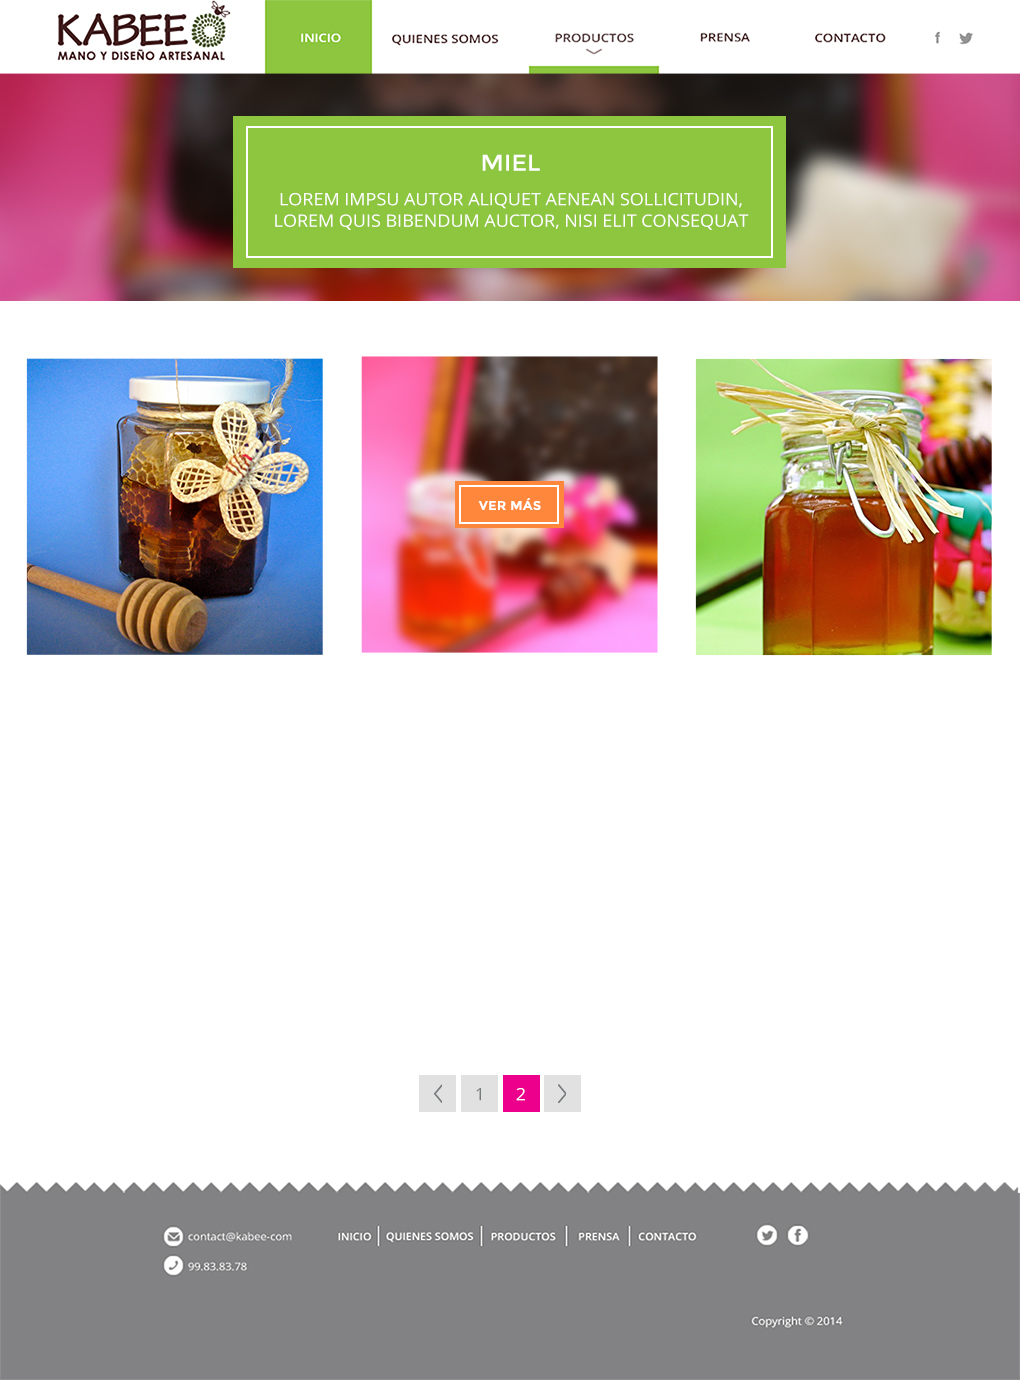 KABEE
MANO Y DISEÑO ARTESANAL
INICIO
QUIENES SOMOS
PRODUCTOS
PRENSA
CONTACTO
MIEL
LOREM IMPSU AUTOR ALIQUET AENEAN SOLLICITUDIN,
LOREM QUIS BIBENDUM AUCTOR, NISI ELIT CONSEQUAT
VER MÁS
1
2
contact@kabee-com
99.83.83.78
INICIO
QUIENES SOMOS
PRODUCTOS
PRENSA
CONTACTO
Copyright © 2014